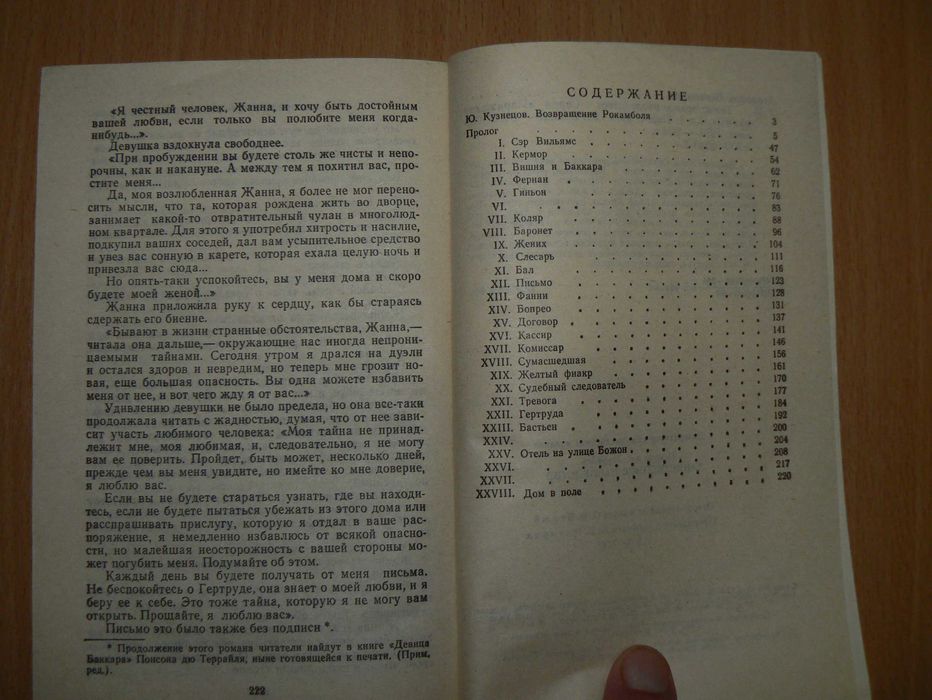 «Я честный человек, Жанна, и хочу быть достойным
вашей любви, если только вы полюбите меня когда-
нибудь...».
Девушка вздохнула свободнее.
«При пробуждении вы будете столь же чисты и непо-
рочны, как и накануне. А между тем я похитил вас, про-
стите меня...
Да, моя возлюбленная Жанна, я более не мог перено-
сить мысли, что та, которая рождена жить во дворце,
занимает какой-то отвратительный чулан в многолюд-
ном квартале. Для этого я употребил хитрость и насилие,
подкупил ваших соседей, дал вам усыпительное средство
и увез вас сонную в карете, которая ехала целую ночь и
привезла вас сюда...
Но опять-таки успокойтесь, вы у меня дома и скоро
будете моей женой...»
Жанна приложила руку к сердцу, как бы стараясь
сдержать его биение.
«Бывают в жизни странные обстоятельства, Жанна,—
читала она дальше,— окружающие нас иногда непрони-
цаемыми тайнами. Сегодня утром я дрался на дуэли
и остался здоров и невредим, но теперь мне грозит но-
вая, еще большая опасность. Вы одна можете избавить
меня от нее, и вот чего жду я от вас...»
Удивлению девушки не было предела, но она все-таки
продолжала читать с жадностью, думая, что от нее зави-
сит участь любимого человека: «Моя тайна не принад-
лежит мне, моя любимая, и, следовательно, я не могу
вам ее поверить. Пройдет, быть может, несколько дней,
прежде чем вы меня увидите, но имейте ко мне доверие,
я люблю вас.
Если вы не будете стараться узнать, где вы находи-
тесь, если не будете пытаться убежать из этого дома или
расспрашивать прислугу, которую я отдал в ваше рас-
поряжение, я немедленно избавлюсь от всякой опасно-
сти, но малейшая неосторожность с вашей стороны мо-
жет погубить меня. Подумайте об этом.
Каждый день вы будете получать от меня письма.
Не беспокойтесь о Гертруде, она знает о моей любви, и я
беру ее к себе. Это тоже тайна, которую я не могу вам
открыть. Прощайте, я люблю вас».
Письмо это было также без подписи *.
* Продолжение этого романа читатели найдут в книге «Девица
Баккара» Понсона дю Террайля, ныне готовящейся к печати. (Прим.
ред.).
222
СОДЕРЖАНИЕ
Ю. Кузнецов. Возвращение Рокамболя 3
Пролог . . . . . . . . . . 5
I. Сэр Вильямс . . . . . . . . 47
II. Кермор . . . . . . . . 54
III. Вишня и Баккара . . . . . . . 62
IV. Фернан . . . . . . . . 71
V. Гиньон . . . . . . . . 76
VI. . . . . . . . . . 83
VII. Коляр . . . . . . . . 88
VIII. Баронет . . . . . . . . 96
IX. Жених . . . . . . . . 104
X. Слесарь . . . . . . . . 111
XI. Бал . . . . . . . . 116
XII. Письмо . . . . . . . . 123
XIII. Фанни . . . . . . . . 128
XIV. Бопрео . . . . . . . . 131
XV. Договор . . . . . . . . 137
XVI. Кассир . . . . . . . . 141
XVII. Комиссар . . . . . . . . 146
XVIII. Сумасшедшая . . . . . . . 156
XIX. Желтый фиакр . . . . . . . 161
XX. Судебный следователь . . . . . . 170
XXI. Тревога . . . . . . . . 177
XXII. Гертруда . . . . . . . . 184
XXIII. Бастьен . . . . . . . . 192
XXIV. . . . . . . . . . 200
XXV. Отель на улице Божон . . . . . . 204
XXVI. . . . . . . . . . 208
XXVII. . . . . . . . . . 217
XXVIII. Дом в поле . . . . . . . 220